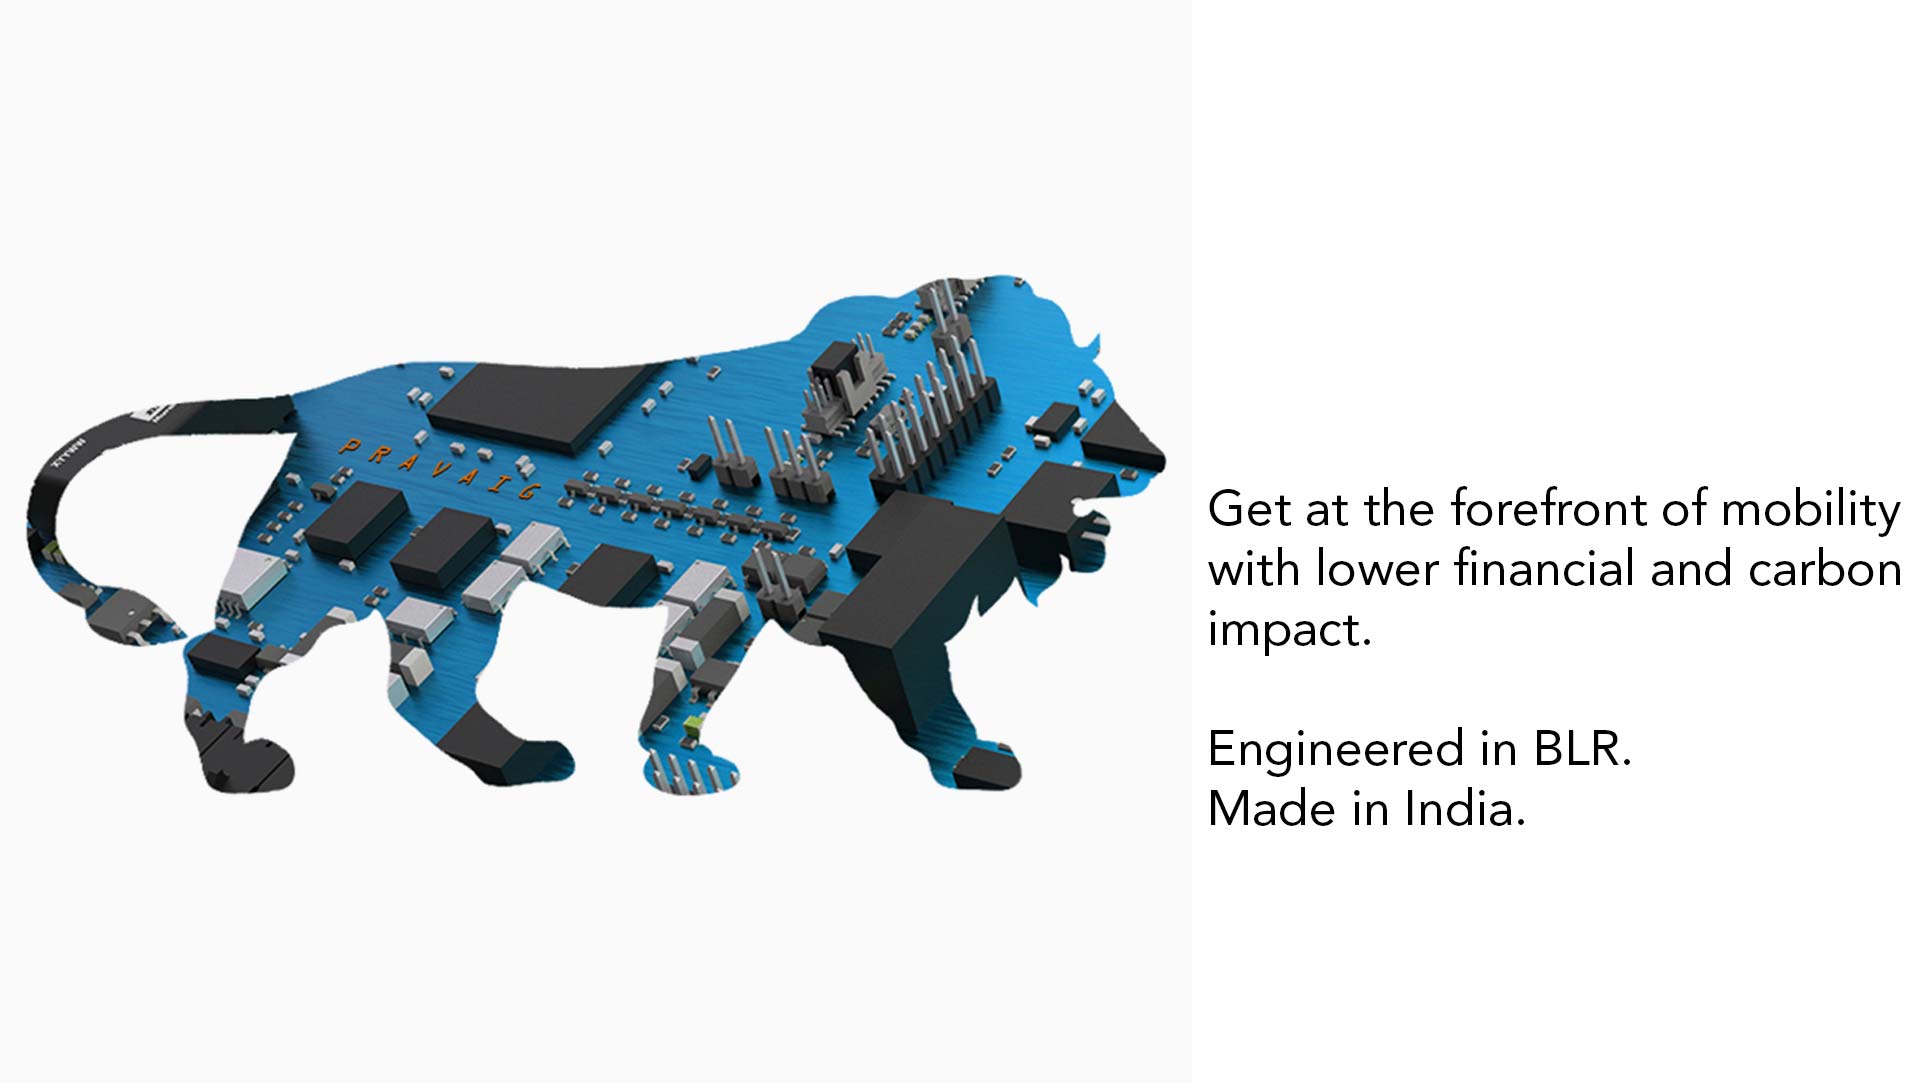 PRAVAIG
XTYYWW
Get at the forefront of mobility
with lower financial and carbon
impact.
Engineered in BLR.
Made in India.